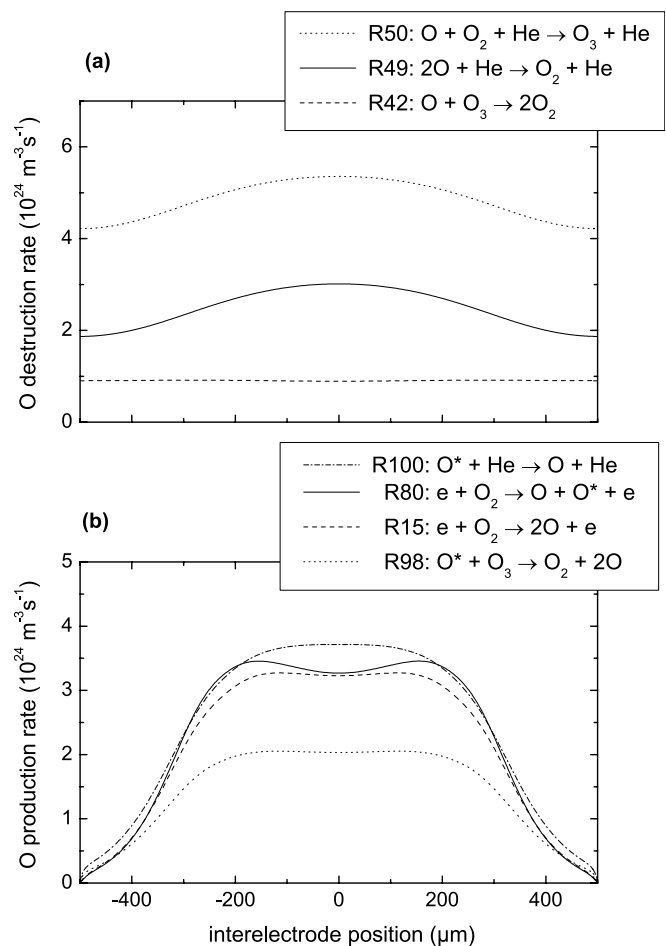 R50: O + O₂ + He → O₃ + He
(a)
R49: 2O + He → O₂ + He
R42: O + O₃ → 2O₂
O destruction rate (10²⁴ m⁻³s⁻¹)
6
4
2
0
R100: O* + He → O + He
R80: e + O₂ → O + O* + e
(b)
R15: e + O₂ → 2O + e
R98: O* + O₃ → O₂ + 2O
O production rate (10²⁴ m⁻³s⁻¹)
5
4
3
2
1
0
-400 -200 0 200 400
interelectrode position (µm)